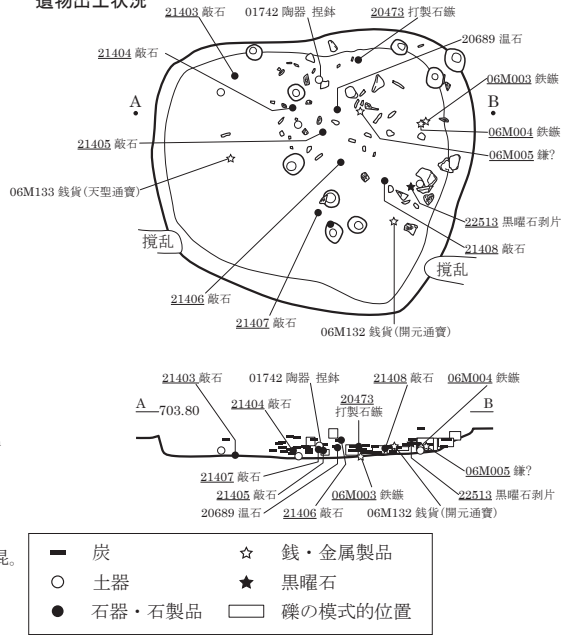 遺物出土状況
21403 敲石
01742 陶器 捏鉢
20473 打製石鏃
21404 敲石
20689 温石
06M003 鉄鏃
A
B
06M004 鉄鏃
21405 敲石
06M005 鎌?
06M133 銭貨(天聖通寳)
22513 黒曜石剥片
21408 敲石
撹乱
撹乱
21406 敲石
21407 敲石
06M132 銭貨(開元通寳)
21403 敲石
01742 陶器 捏鉢
21408 敲石
06M004 鉄鏃
20473
打製石鏃
21404 敲石
A
703.80
B
21407 敲石
06M005 鎌?
21405 敲石
06M003 鉄鏃
22513 黒曜石剥片
20689 温石
21406 敲石
06M132 銭貨(開元通寳)
炭
銭・金属製品
土器
黒曜石
石器・石製品
礫の模式的位置